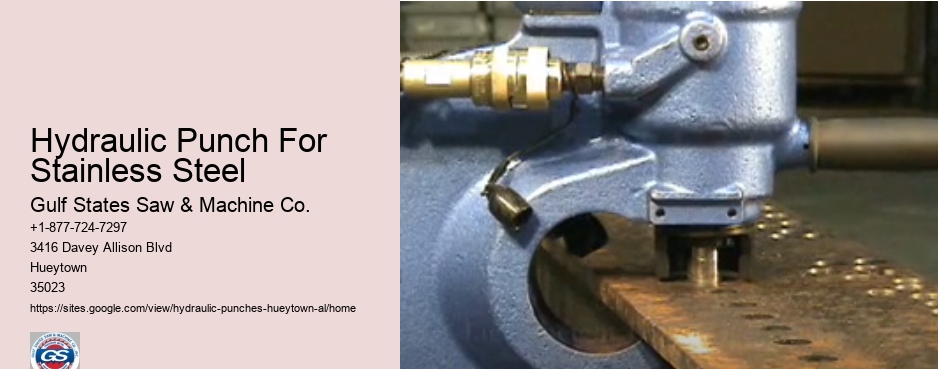 Hydraulic Punch For
Stainless Steel
Gulf States Saw & Machine Co.
+1-877-724-7297
3416 Davey Allison Blvd
Hueytown
35023
https://sites.google.com/view/hydraulic-punches-hueytown-al/home
GS